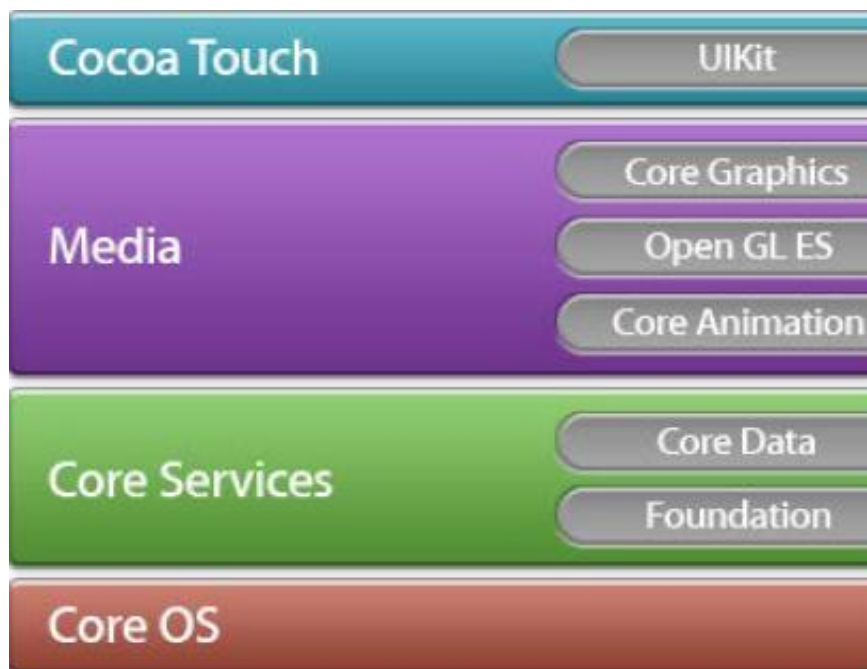 Cocoa Touch
UIKit
Media
Core Graphics
Open GL ES
Core Animation
Core Services
Core Data
Foundation
Core OS